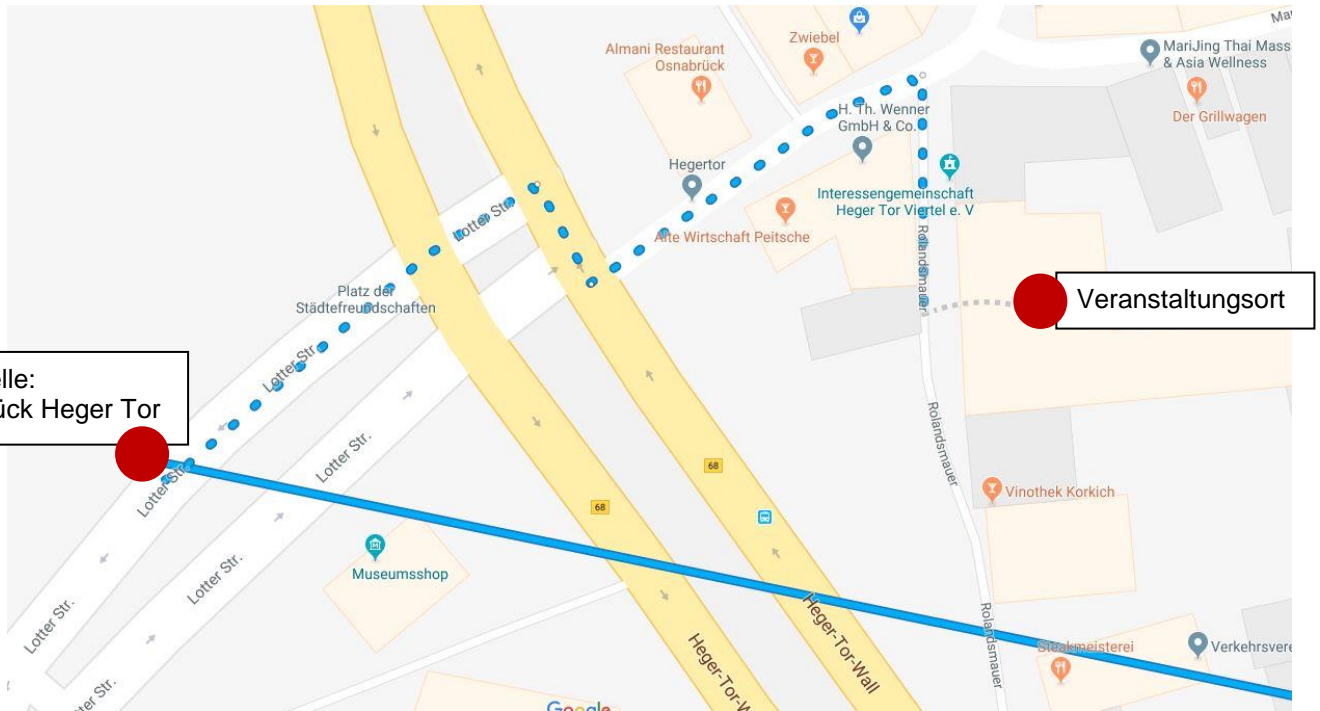 Almani Restaurant
Osnabrück
Zwiebel
MariJing Thai Mass
& Asia Wellness
Der Grillwagen
H. Th. Wenner
GmbH & Co.
Hegertor
Interessengemeinschaft
Heger Tor Viertel e. V
Alte Wirtschaft Peitsche
Lotter Str.
Rolandsmauer
Platz der
Städtefreundschaften
Veranstaltungsort
Lotter Str.
elle:
ück Heger Tor
Rolandsmauer
Lotter Str.
Lotter Str.
68
68
Vinothek Korkich
Museumsshop
Lotter Str.
Lotter Str.
Lotter Str.
Heger-Tor-W
Heger-Tor-Wall
Rolandsmauer
Steakmeisterei
Verkehrsvere
Google